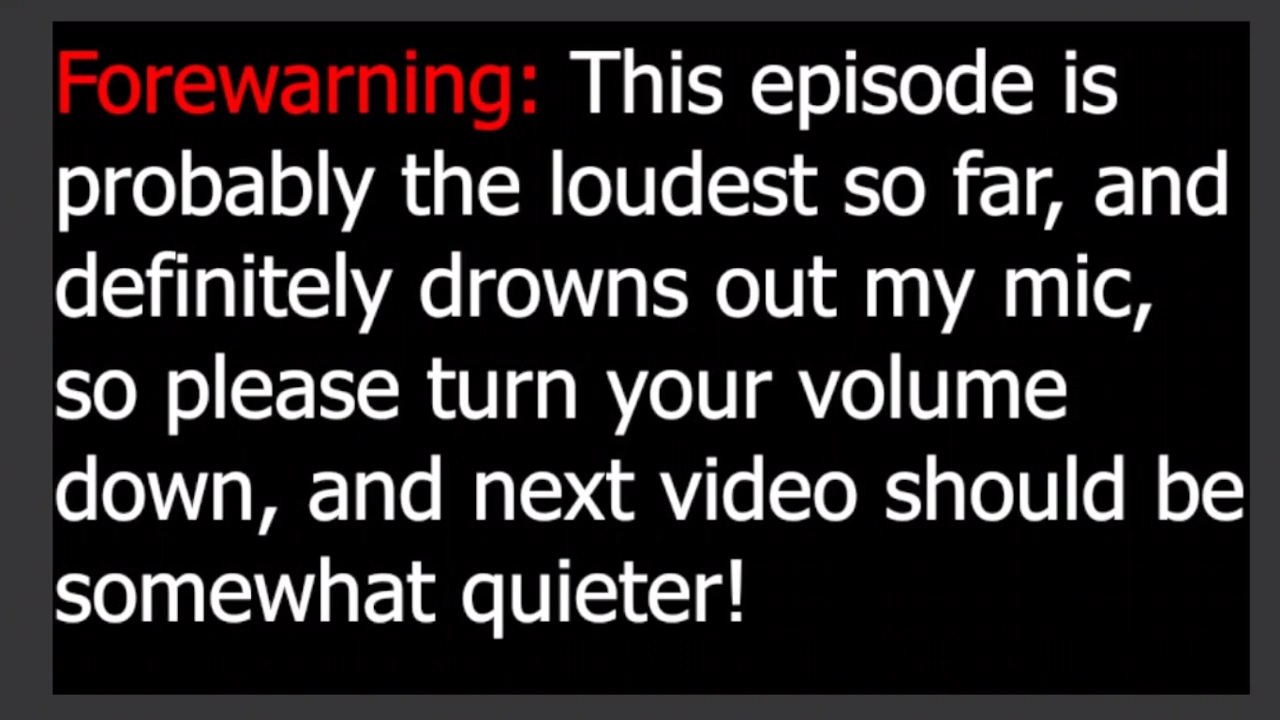 Forewarning: This episode is
probably the loudest so far, and
definitely drowns out my mic,
so please turn your volume
down, and next video should be
somewhat quieter!